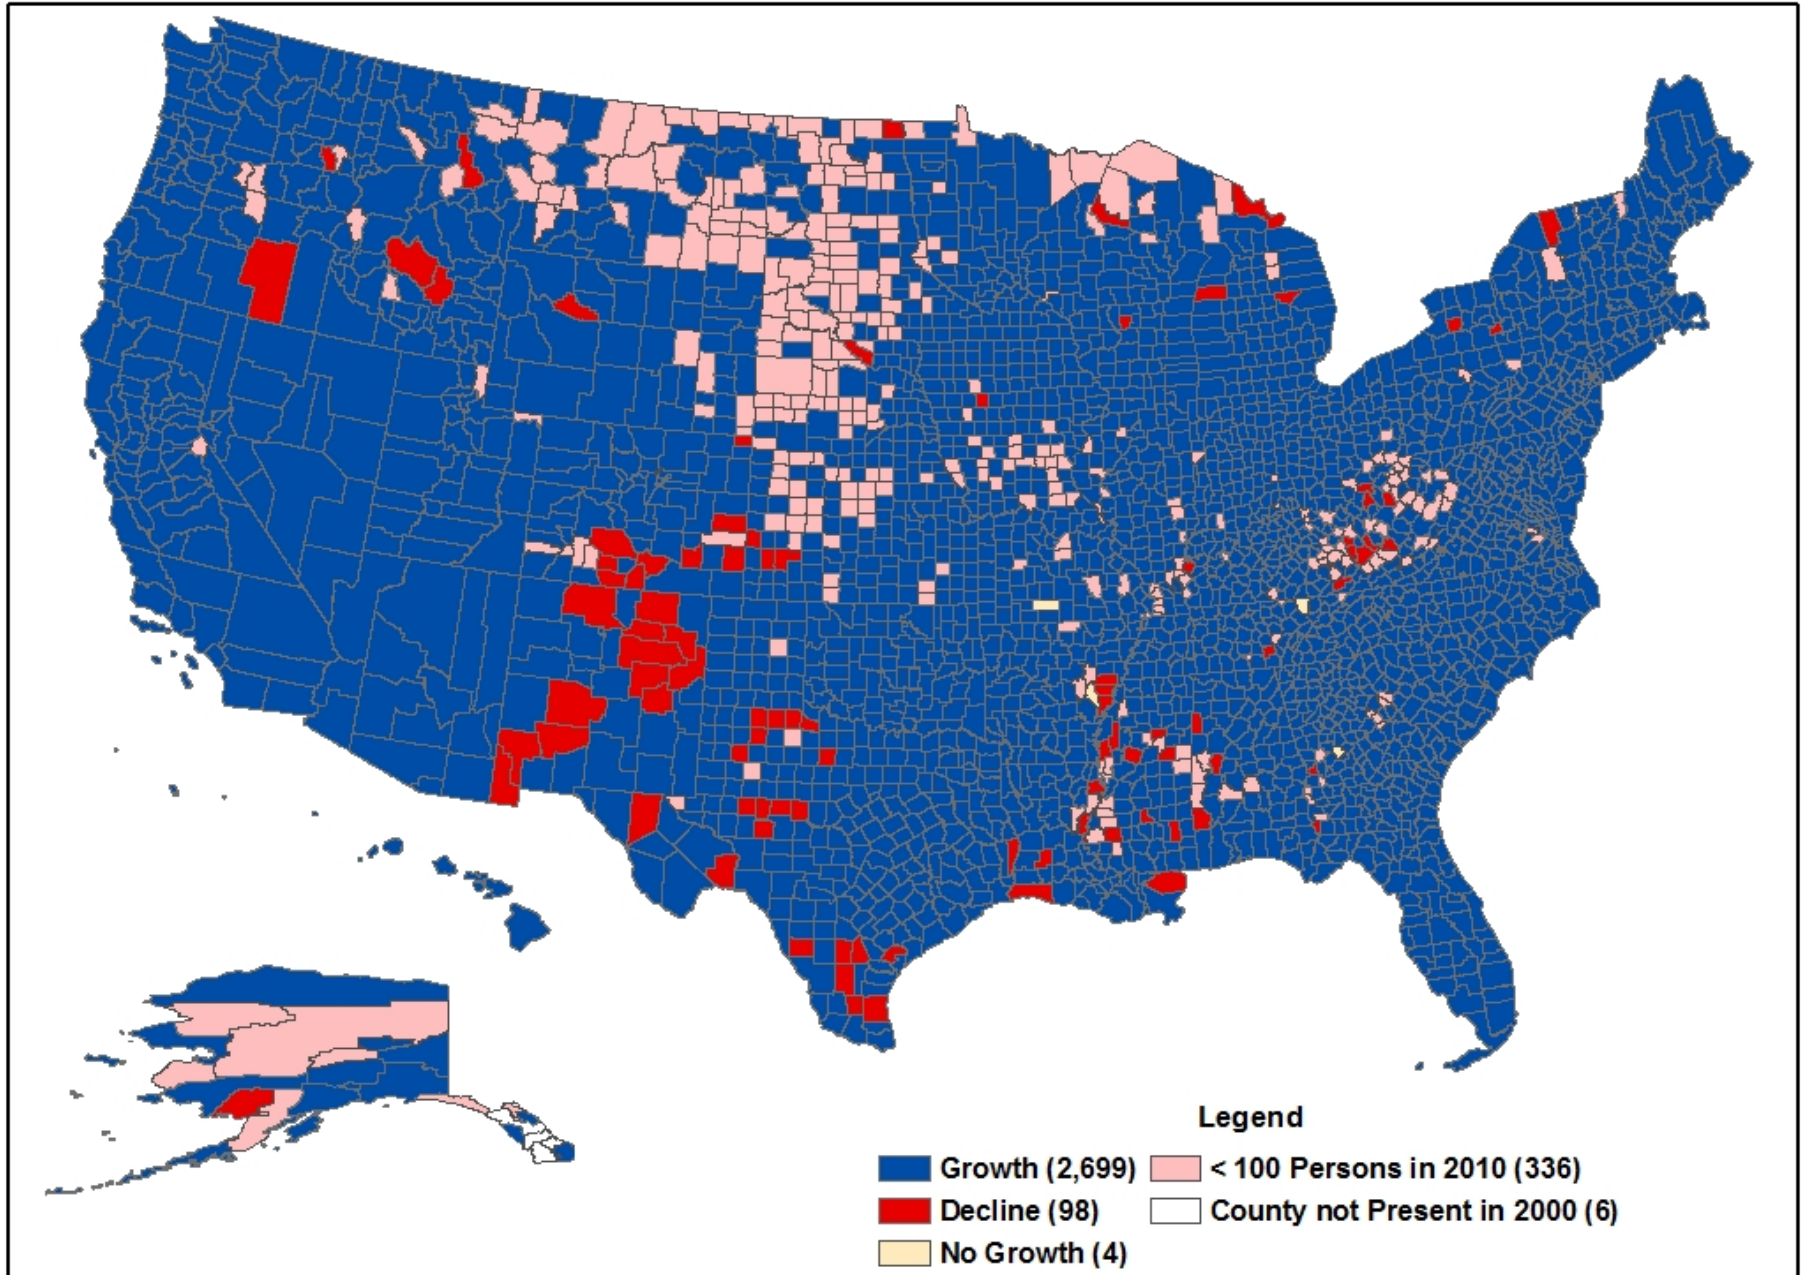 Legend
Growth (2,699)
< 100 Persons in 2010 (336)
Decline (98)
County not Present in 2000 (6)
No Growth (4)